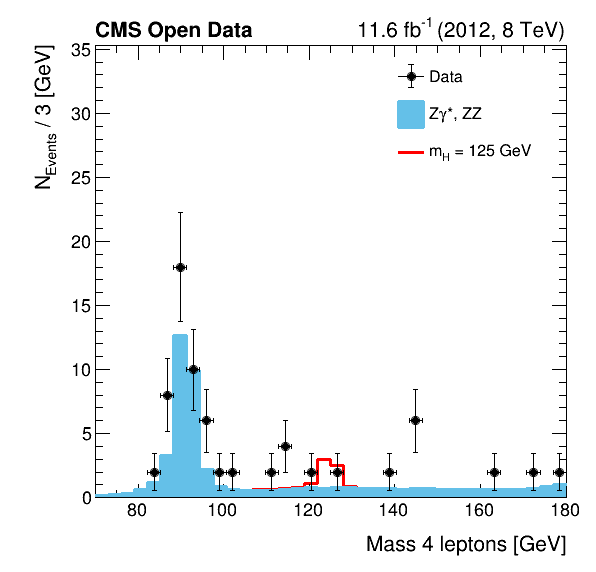 CMS Open Data
11.6 fb-1 (2012, 8 TeV)
NEvents / 3 [GeV]
35
30
25
20
15
10
5
0
Data
Zγ*, ZZ
mH = 125 GeV
80
100
120
140
160
180
Mass 4 leptons [GeV]